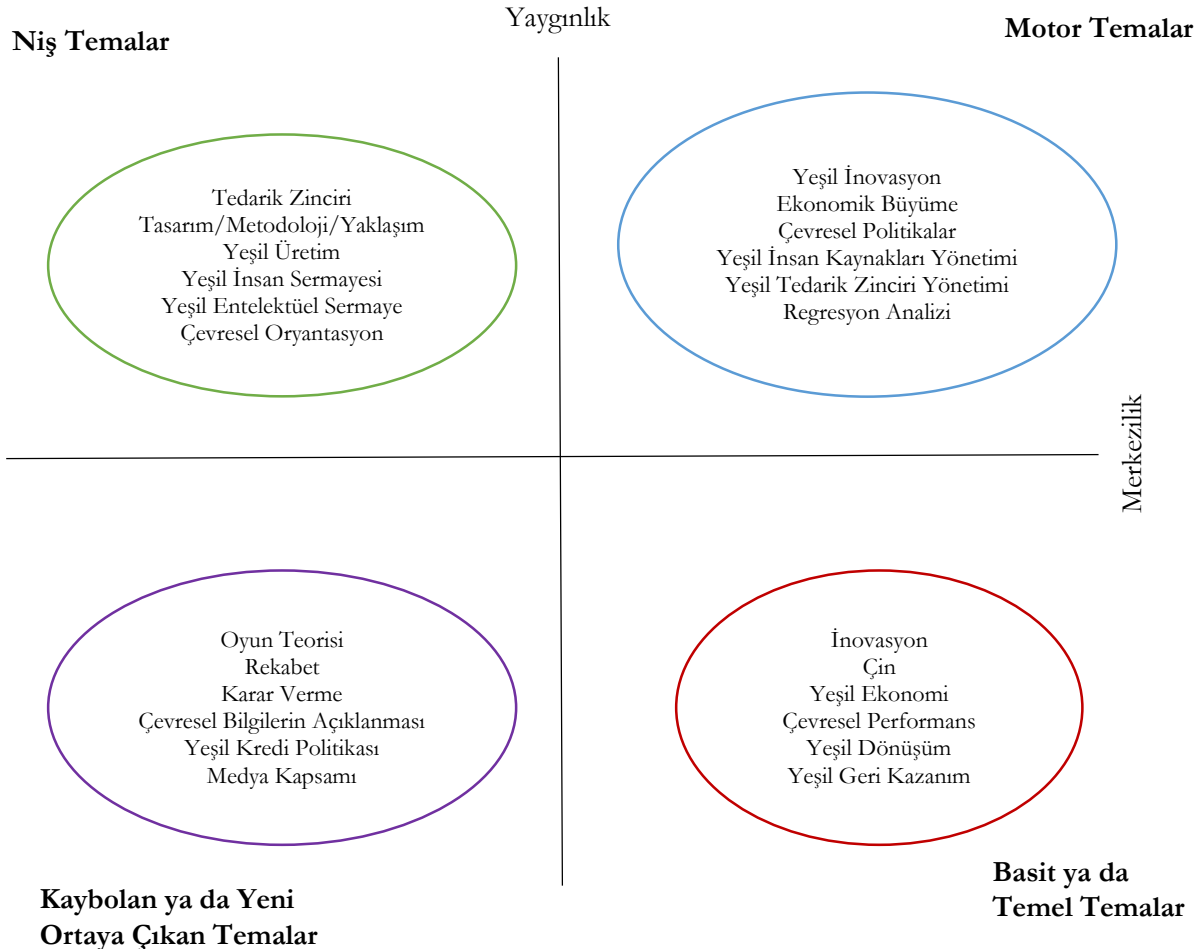 Yaygınlık
Niş Temalar
Motor Temalar
Tedarik Zinciri
Tasarım/Metodoloji/Yaklaşım
Yeşil Üretim
Yeşil İnsan Sermayesi
Yeşil Entelektüel Sermaye
Çevresel Oryantasyon
Yeşil İnovasyon
Ekonomik Büyüme
Çevresel Politikalar
Yeşil İnsan Kaynakları Yönetimi
Yeşil Tedarik Zinciri Yönetimi
Regresyon Analizi
Merkezilik
Oyun Teorisi
Rekabet
Karar Verme
Çevresel Bilgilerin Açıklanması
Yeşil Kredi Politikası
Medya Kapsamı
İnovasyon
Çin
Yeşil Ekonomi
Çevresel Performans
Yeşil Dönüşüm
Yeşil Geri Kazanım
Kaybolan ya da Yeni
Ortaya Çıkan Temalar
Basit ya da
Temel Temalar